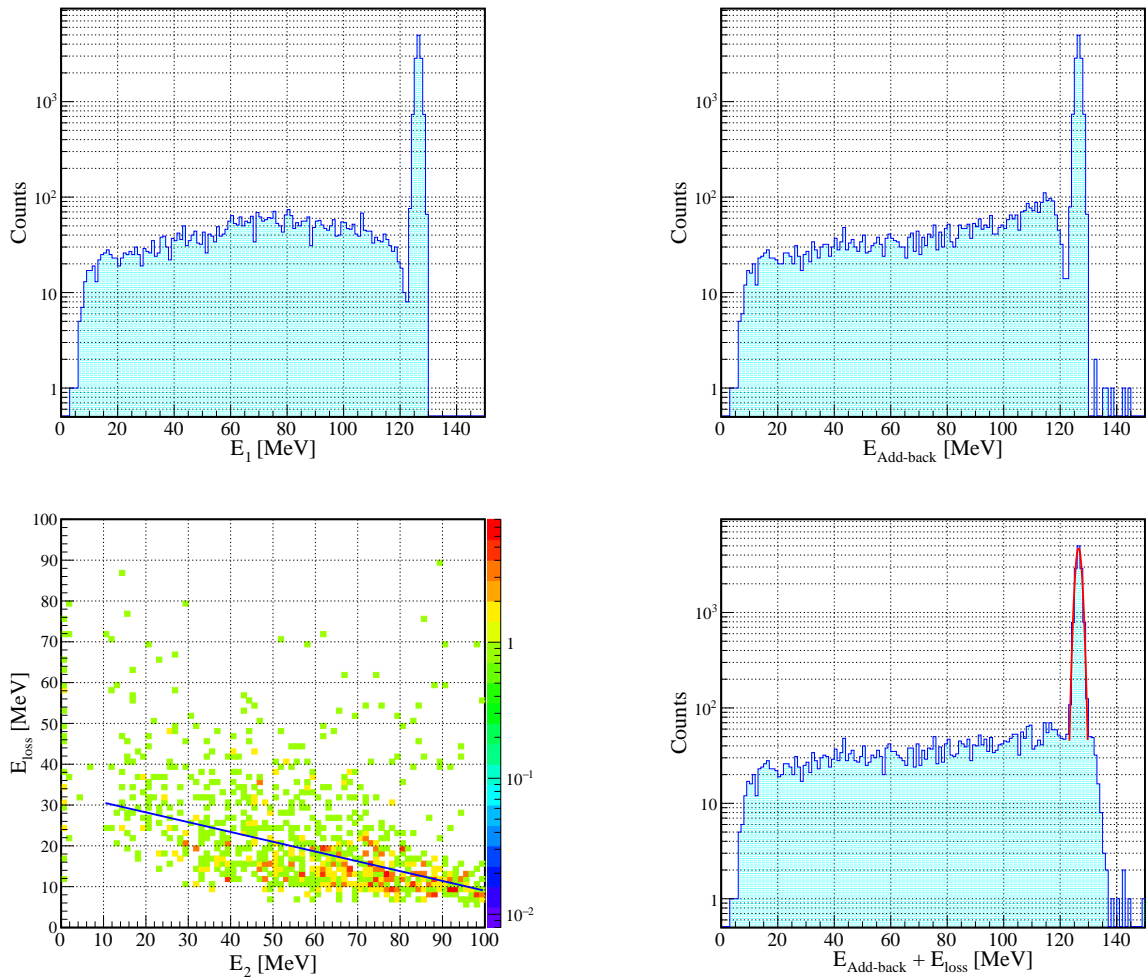 Counts
10³
10²
10
1
0 20 40 60 80 100 120 140
E₁ [MeV]
Counts
10³
10²
10
1
0 20 40 60 80 100 120 140
E_Add-back [MeV]
E_loss [MeV]
100
90
80
70
60
50
40
30
20
10
0
0 10 20 30 40 50 60 70 80 90 100
E₂ [MeV]
1
10⁻¹
10⁻²
Counts
10³
10²
10
1
0 20 40 60 80 100 120 140
E_Add-back + E_loss [MeV]